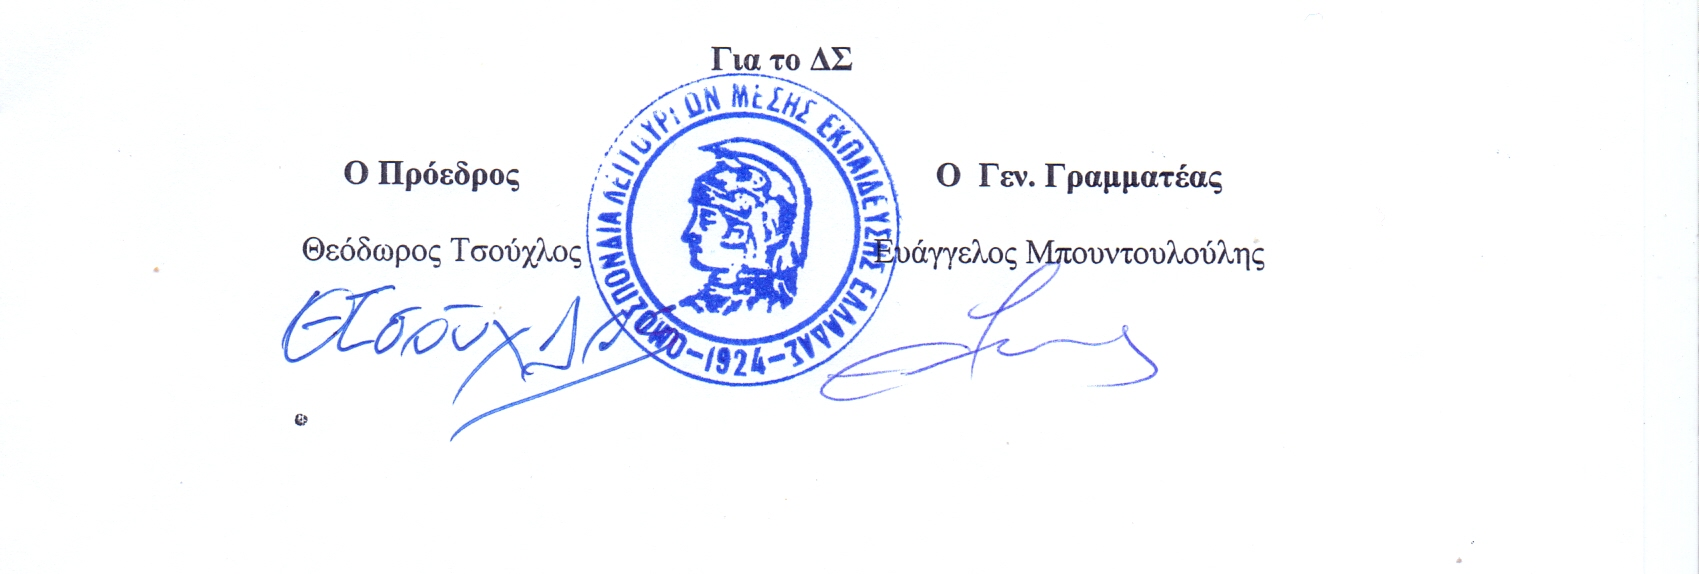 Για το ΔΣ
ΟΜΟΣΠΟΝΔΙΑ ΛΕΙΤΟΥΡΓΩΝ ΜΕΣΗΣ ΕΚΠΑΙΔΕΥΣΗΣ ΕΛΛΑΔΑΣ
-1924-
Ο Πρόεδρος Ο Γεν. Γραμματέας
Θεόδωρος Τσούχλος Ευάγγελος Μπουντουλούλης